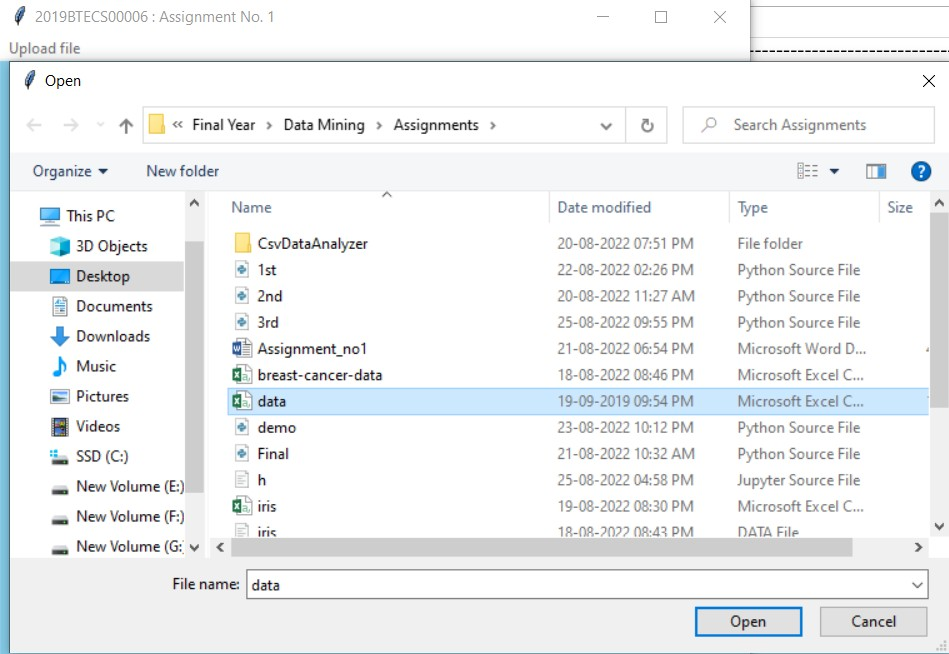 2019BTECS00006 : Assignment No. 1
Upload file
Open
« Final Year › Data Mining › Assignments ›
Search Assignments
Organize
New folder
?
This PC
3D Objects
Desktop
Documents
Downloads
Music
Pictures
Videos
SSD (C:)
New Volume (E:)
New Volume (F:)
New Volume (G:
Name Date modified Type Size
CsvDataAnalyzer 20-08-2022 07:51 PM File folder
1st 22-08-2022 02:26 PM Python Source File
2nd 20-08-2022 11:27 AM Python Source File
3rd 25-08-2022 09:55 PM Python Source File
Assignment_no1 21-08-2022 06:54 PM Microsoft Word D...
breast-cancer-data 18-08-2022 08:46 PM Microsoft Excel C...
data 19-09-2019 09:54 PM Microsoft Excel C...
demo 23-08-2022 10:12 PM Python Source File
Final 21-08-2022 10:32 AM Python Source File
h 25-08-2022 04:58 PM Jupyter Source File
iris 19-08-2022 08:30 PM Microsoft Excel C...
iris 18-08-2022 08:43 PM DATA File
File name: data
Open
Cancel